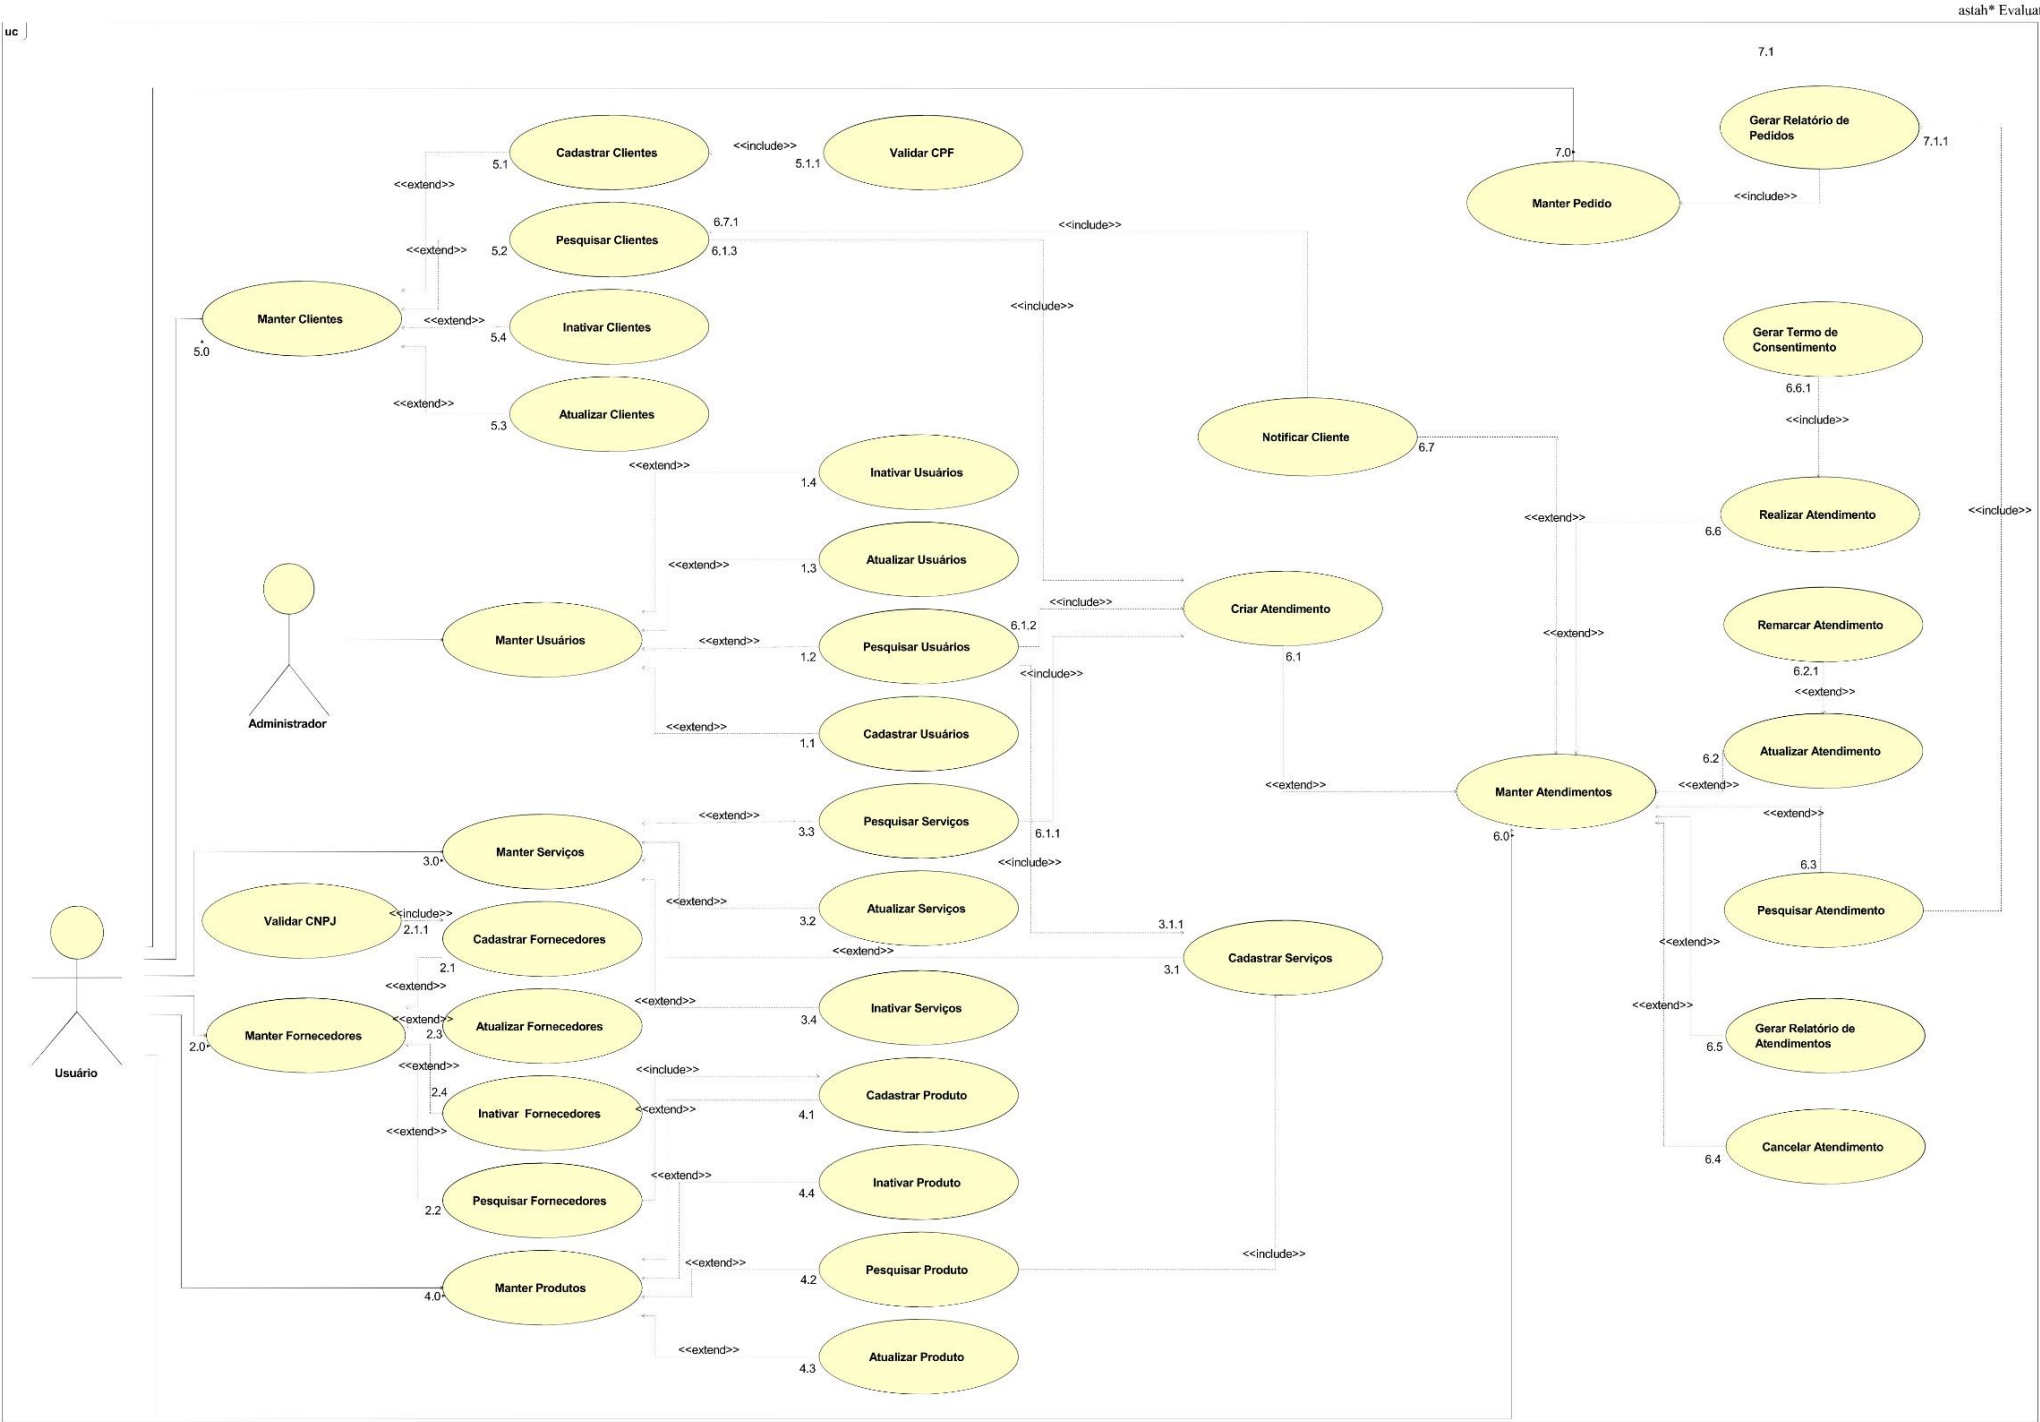 astah* Evalua
uc
7.1
Gerar Relatório de
Pedidos
7.1.1
<<include>>
Cadastrar Clientes
5.1
<<include>>
5.1.1
Validar CPF
7.0
Manter Pedido
<<include>>
<<extend>>
Pesquisar Clientes
5.2
6.7.1
6.1.3
<<include>>
<<extend>>
<<include>>
Manter Clientes
5.0
<<extend>>
Inativar Clientes
5.4
Gerar Termo de
Consentimento
6.6.1
<<include>>
<<extend>>
Atualizar Clientes
5.3
Notificar Cliente
6.7
<<extend>>
Inativar Usuários
1.4
<<extend>>
Realizar Atendimento
6.6
<<include>>
<<extend>>
Atualizar Usuários
1.3
Criar Atendimento
6.1
<<include>>
6.1.2
Manter Usuários
<<extend>>
Pesquisar Usuários
1.2
<<include>>
<<extend>>
Remarcar Atendimento
6.2.1
<<extend>>
Administrador
<<extend>>
Cadastrar Usuários
1.1
Atualizar Atendimento
6.2
<<extend>>
<<extend>>
Manter Atendimentos
6.0
<<extend>>
<<extend>>
Pesquisar Serviços
3.3
6.1.1
<<include>>
Manter Serviços
3.0
6.3
Pesquisar Atendimento
<<extend>>
Atualizar Serviços
3.2
Validar CNPJ
<<include>>
2.1.1
Cadastrar Fornecedores
2.1
3.1.1
<<extend>>
3.1
Cadastrar Serviços
<<extend>>
<<extend>>
<<extend>>
Inativar Serviços
3.4
<<extend>>
<<extend>>
2.3
Atualizar Fornecedores
Manter Fornecedores
2.0
Gerar Relatório de
Atendimentos
6.5
Usuário
<<extend>>
<<include>>
2.4
Inativar Fornecedores
<<extend>>
Cadastrar Produto
4.1
<<extend>>
Cancelar Atendimento
6.4
<<extend>>
Inativar Produto
4.4
Pesquisar Fornecedores
2.2
<<include>>
<<extend>>
Pesquisar Produto
4.2
Manter Produtos
4.0
<<extend>>
Atualizar Produto
4.3